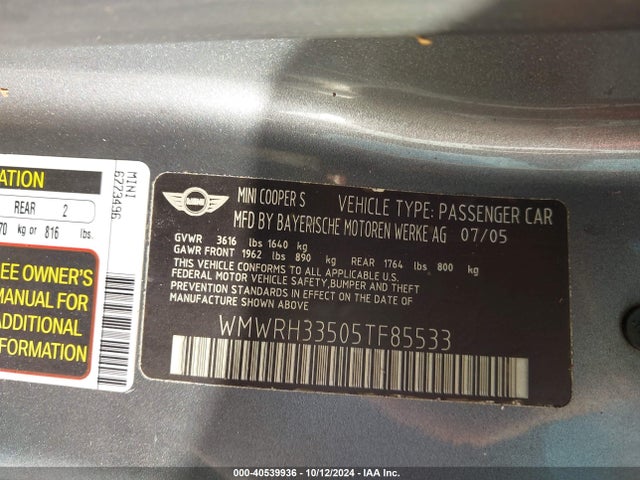 ATION
REAR 2
70 kg or 816 lbs.
EE OWNER'S
MANUAL FOR
ADDITIONAL
FORMATION
MINI
6773496
MINI
MINI COOPER S VEHICLE TYPE: PASSENGER CAR
MFD BY BAYERISCHE MOTOREN WERKE AG 07/05
GVWR 3616 lbs 1640 kg
GAWR FRONT 1962 lbs 890 kg REAR 1764 lbs 800 kg
THIS VEHICLE CONFORMS TO ALL APPLICABLE U.S.
FEDERAL MOTOR VEHICLE SAFETY,BUMPER AND THEFT
PREVENTION STANDARDS IN EFFECT ON THE DATE OF
MANUFACTURE SHOWN ABOVE.
WMWRH33505TF85533
000-40539936 - 10/12/2024 - IAA Inc.